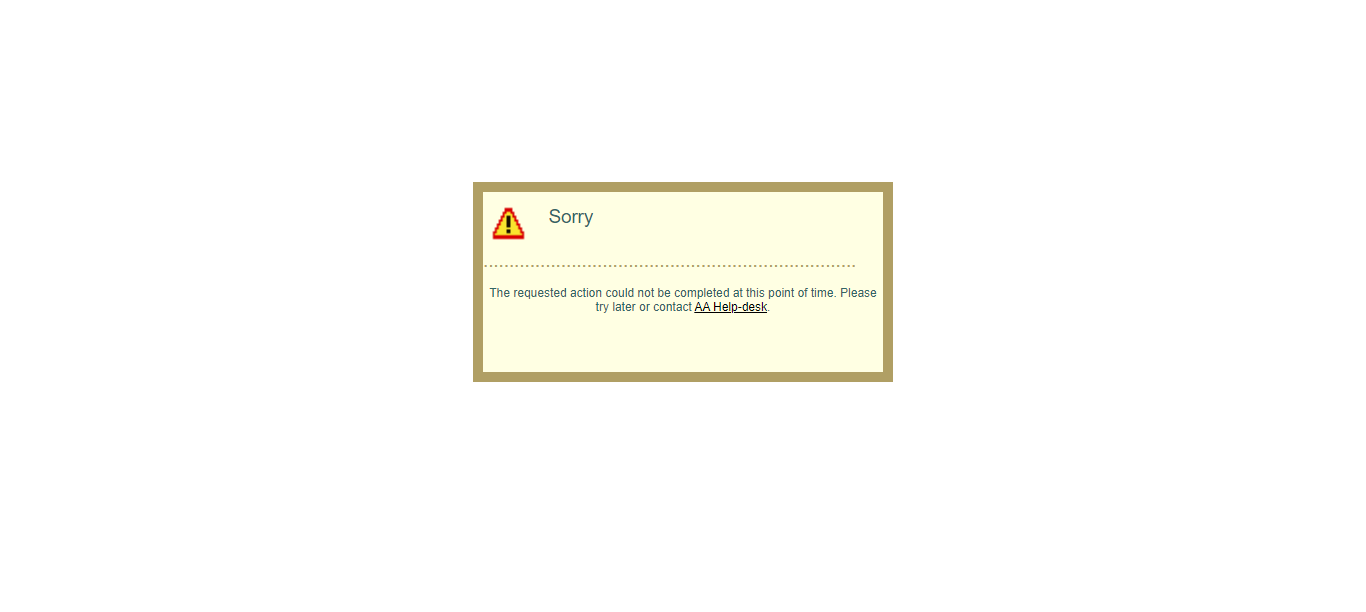 Sorry
The requested action could not be completed at this point of time. Please
try later or contact AA Help-desk.